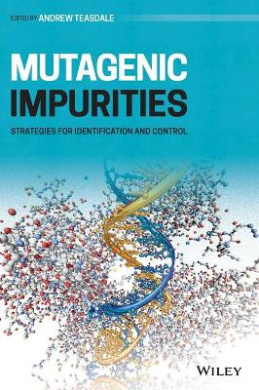 EDITED BY ANDREW TEASDALE
MUTAGENIC
IMPURITIES
STRATEGIES FOR IDENTIFICATION AND CONTROL
WILEY